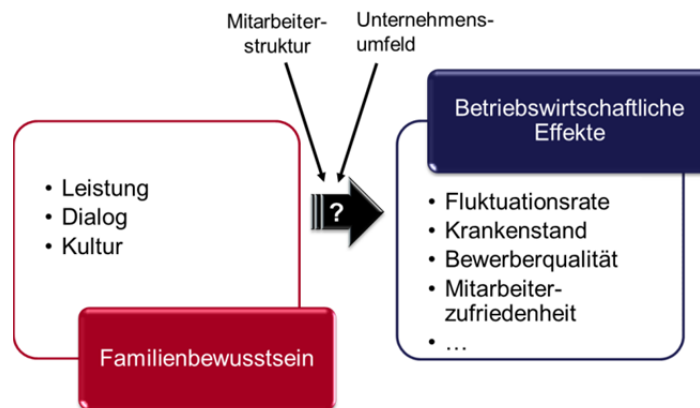 Mitarbeiter-
struktur
Unternehmens-
umfeld
• Leistung
• Dialog
• Kultur
Familienbewusstsein
?
Betriebswirtschaftliche
Effekte
• Fluktuationsrate
• Krankenstand
• Bewerberqualität
• Mitarbeiter-
zufriedenheit
• …